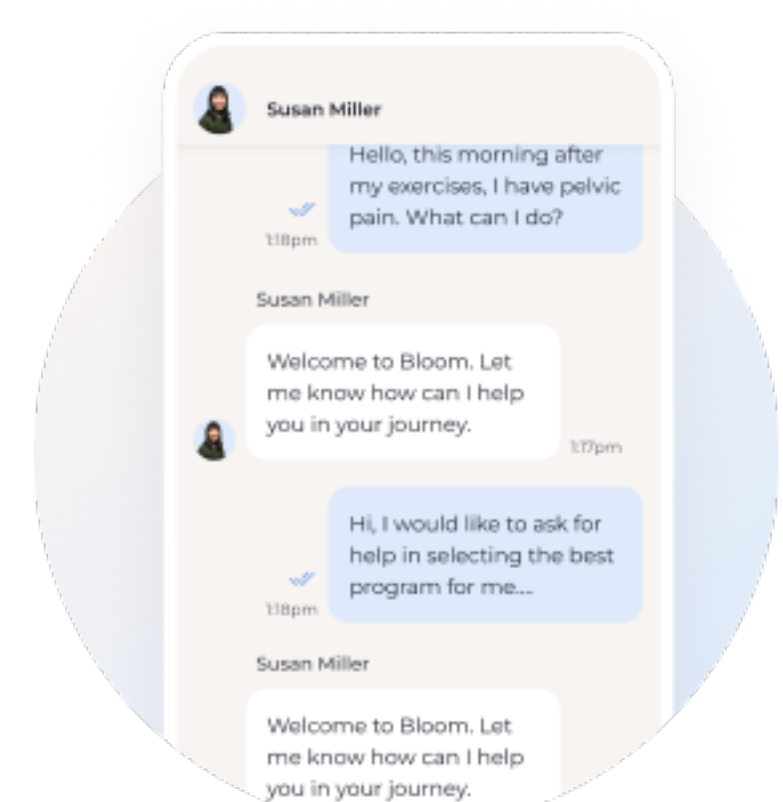 Susan Miller
Hello, this morning after
my exercises, I have pelvic
pain. What can I do?
1:18pm
Susan Miller
Welcome to Bloom. Let
me know how can I help
you in your journey.
1:17pm
Hi, I would like to ask for
help in selecting the best
program for me....
1:18pm
Susan Miller
Welcome to Bloom. Let
me know how can I help
you in your journey.